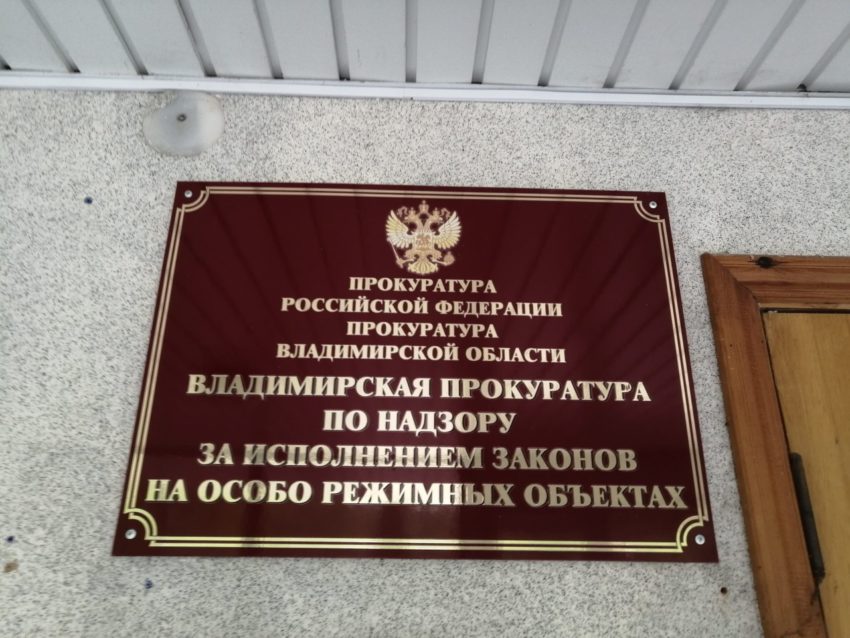 ПРОКУРАТУРА
РОССИЙСКОЙ ФЕДЕРАЦИИ
ПРОКУРАТУРА
ВЛАДИМИРСКОЙ ОБЛАСТИ
ВЛАДИМИРСКАЯ ПРОКУРАТУРА
ПО НАДЗОРУ
ЗА ИСПОЛНЕНИЕМ ЗАКОНОВ
НА ОСОБО РЕЖИМНЫХ ОБЪЕКТАХ